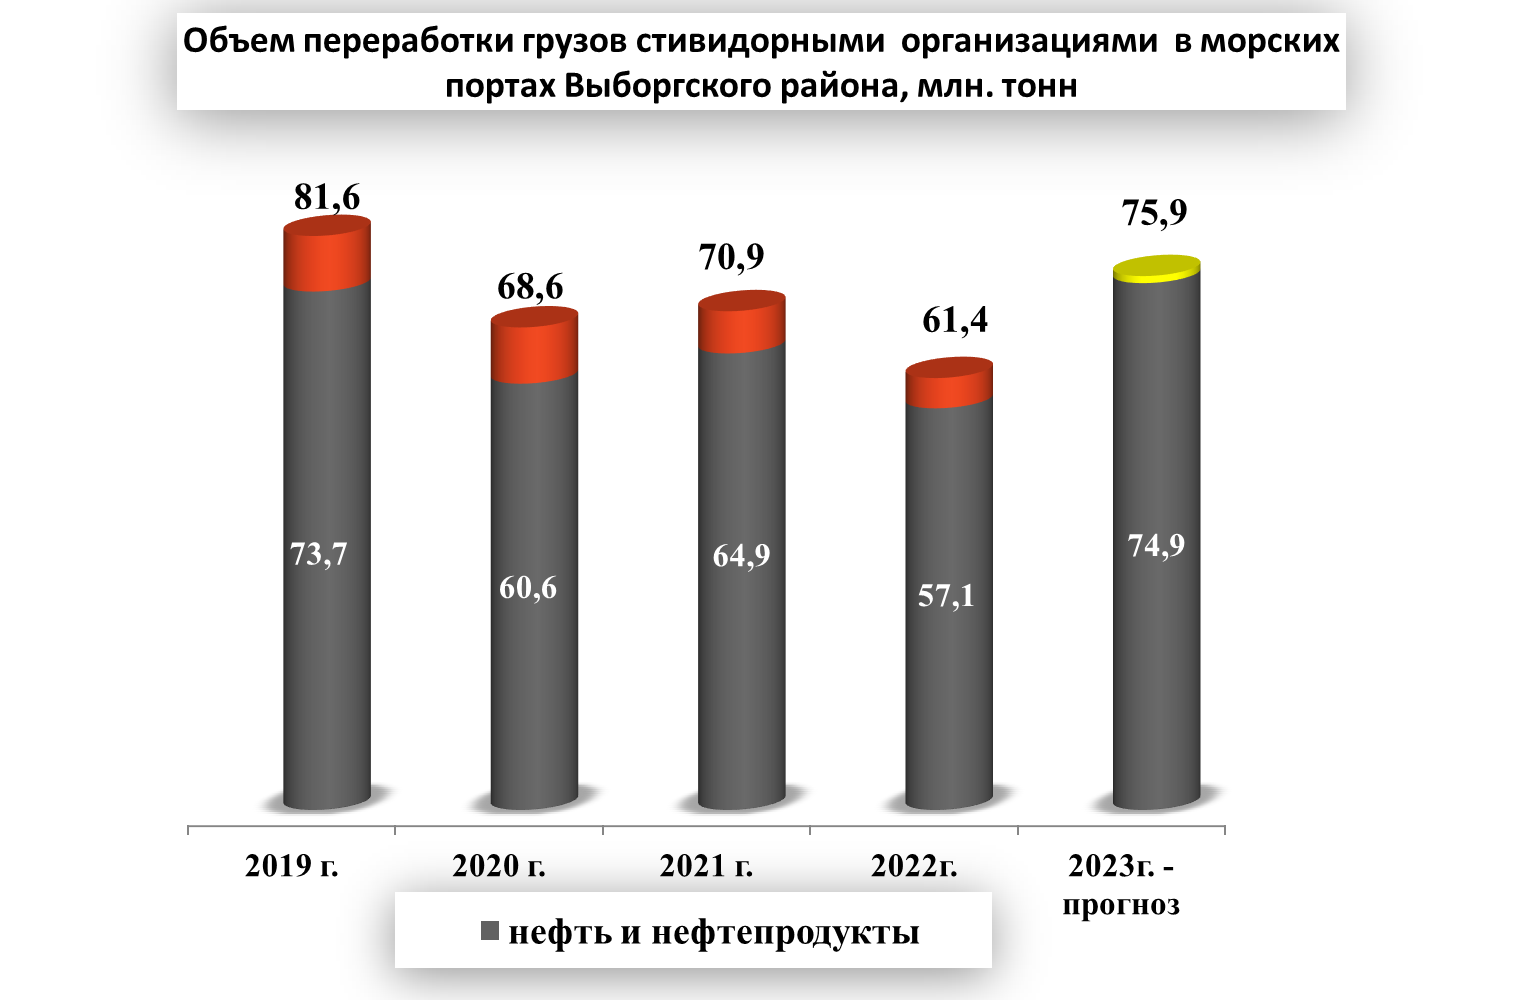 Объем переработки грузов стивидорными организациями в морских
портах Выборгского района, млн. тонн
81,6
68,6
70,9
61,4
75,9
73,7
60,6
64,9
57,1
74,9
2019 г.
2020 г.
2021 г.
2022г.
2023г. -
прогноз
нефть и нефтепродукты